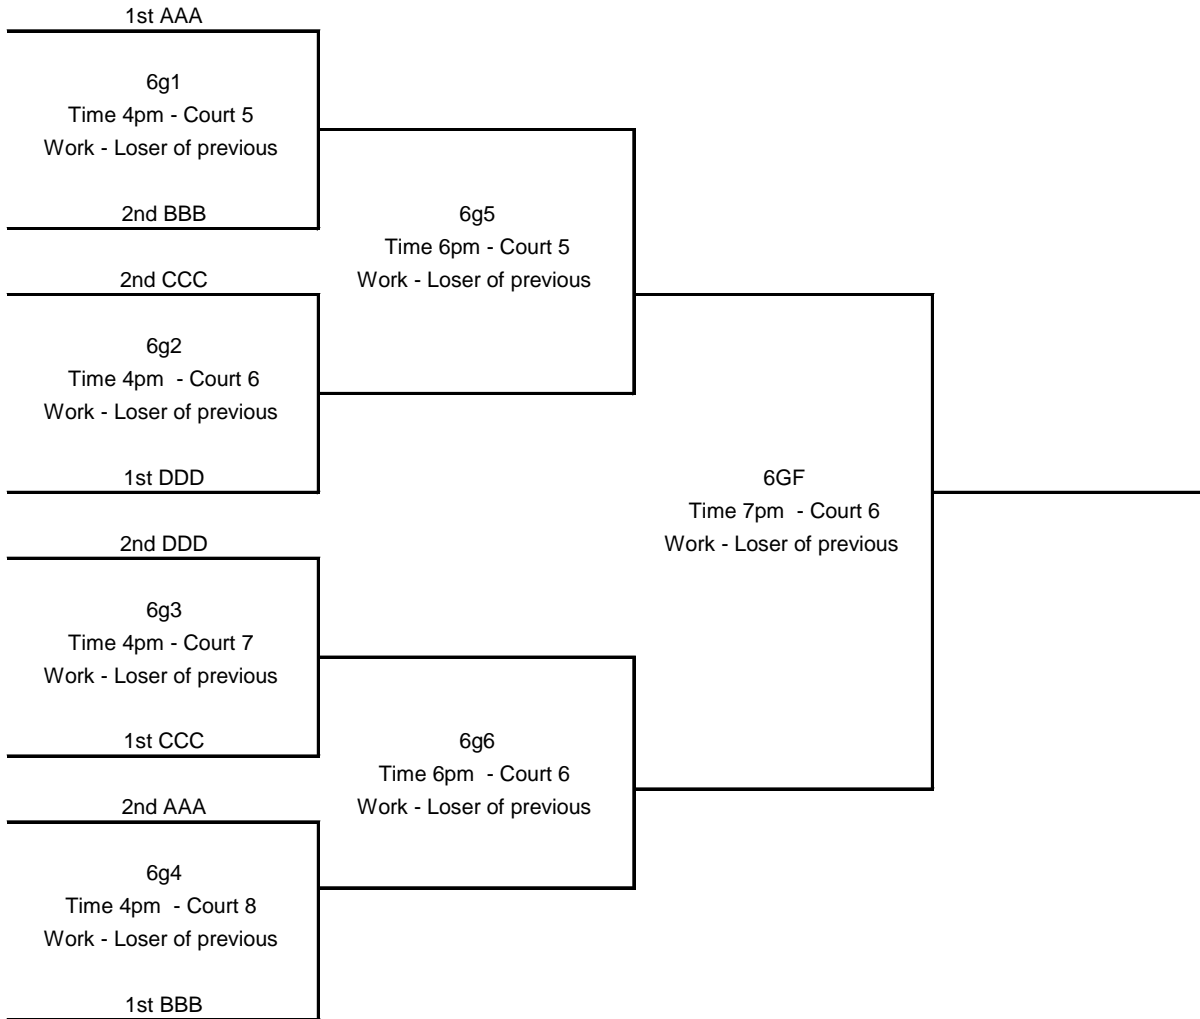 1st AAA
6g1
Time 4pm - Court 5
Work - Loser of previous
2nd BBB
2nd CCC
6g2
Time 4pm  - Court 6
Work - Loser of previous
1st DDD
2nd DDD
6g3
Time 4pm - Court 7
Work - Loser of previous
1st CCC
2nd AAA
6g4
Time 4pm  - Court 8
Work - Loser of previous
1st BBB
6g5
Time 6pm - Court 5
Work - Loser of previous
6g6
Time 6pm  - Court 6
Work - Loser of previous
6GF
Time 7pm  - Court 6
Work - Loser of previous